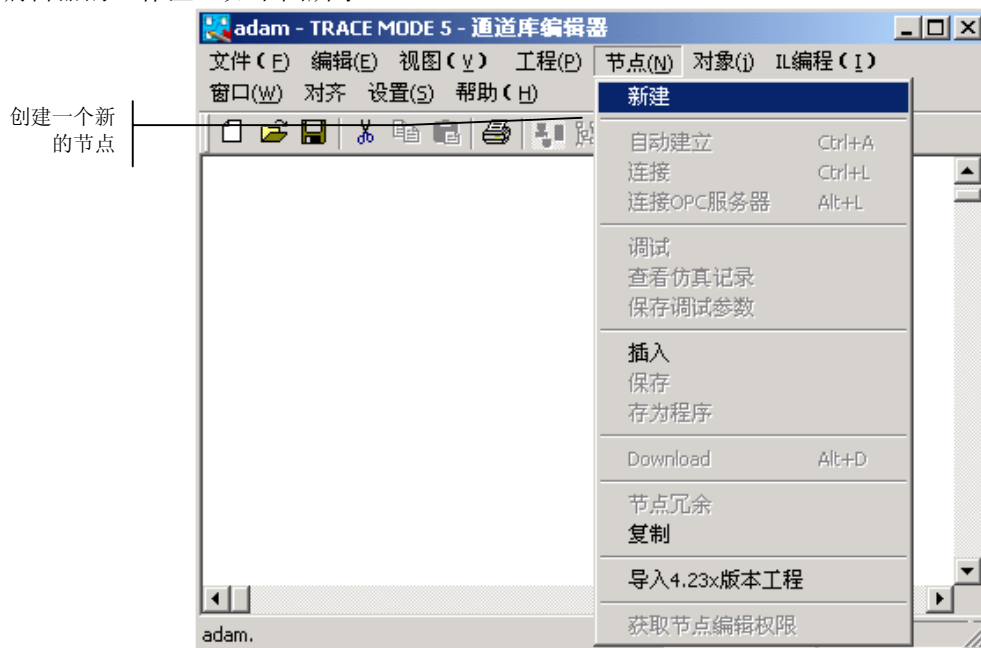 adam - TRACE MODE 5 - 通道库编辑器
文件(F) 编辑(E) 视图(V) 工程(P) 节点(N) 对象(j) IL编程(I)
窗口(W) 对齐 设置(S) 帮助(H)
创建一个新
的节点
新建
自动建立 Ctrl+A
连接 Ctrl+L
连接OPC服务器 Alt+L
调试
查看仿真记录
保存调试参数
插入
保存
存为程序
Download Alt+D
节点冗余
复制
导入4.23x版本工程
获取节点编辑权限
adam.